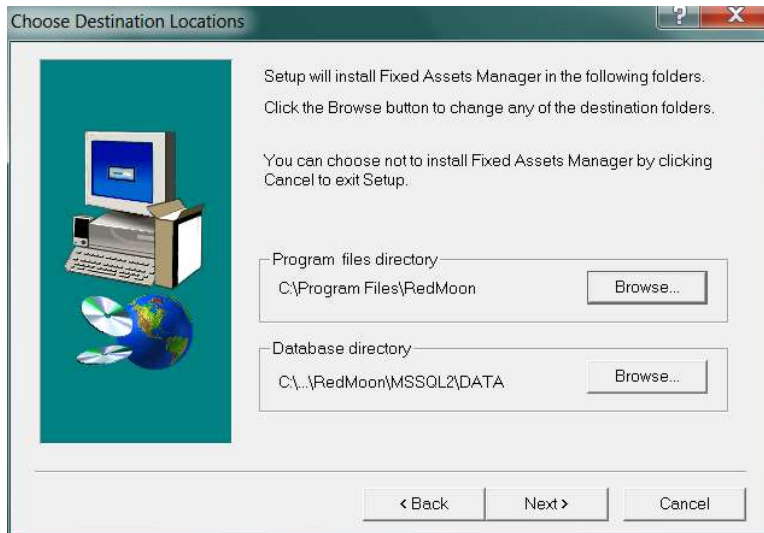 Choose Destination Locations
Setup will install Fixed Assets Manager in the following folders.
Click the Browse button to change any of the destination folders.
You can choose not to install Fixed Assets Manager by clicking
Cancel to exit Setup.
Program files directory
C:\Program Files\RedMoon
Browse...
Database directory
C:\...\RedMoon\MSSQL2\DATA
Browse...
< Back
Next >
Cancel